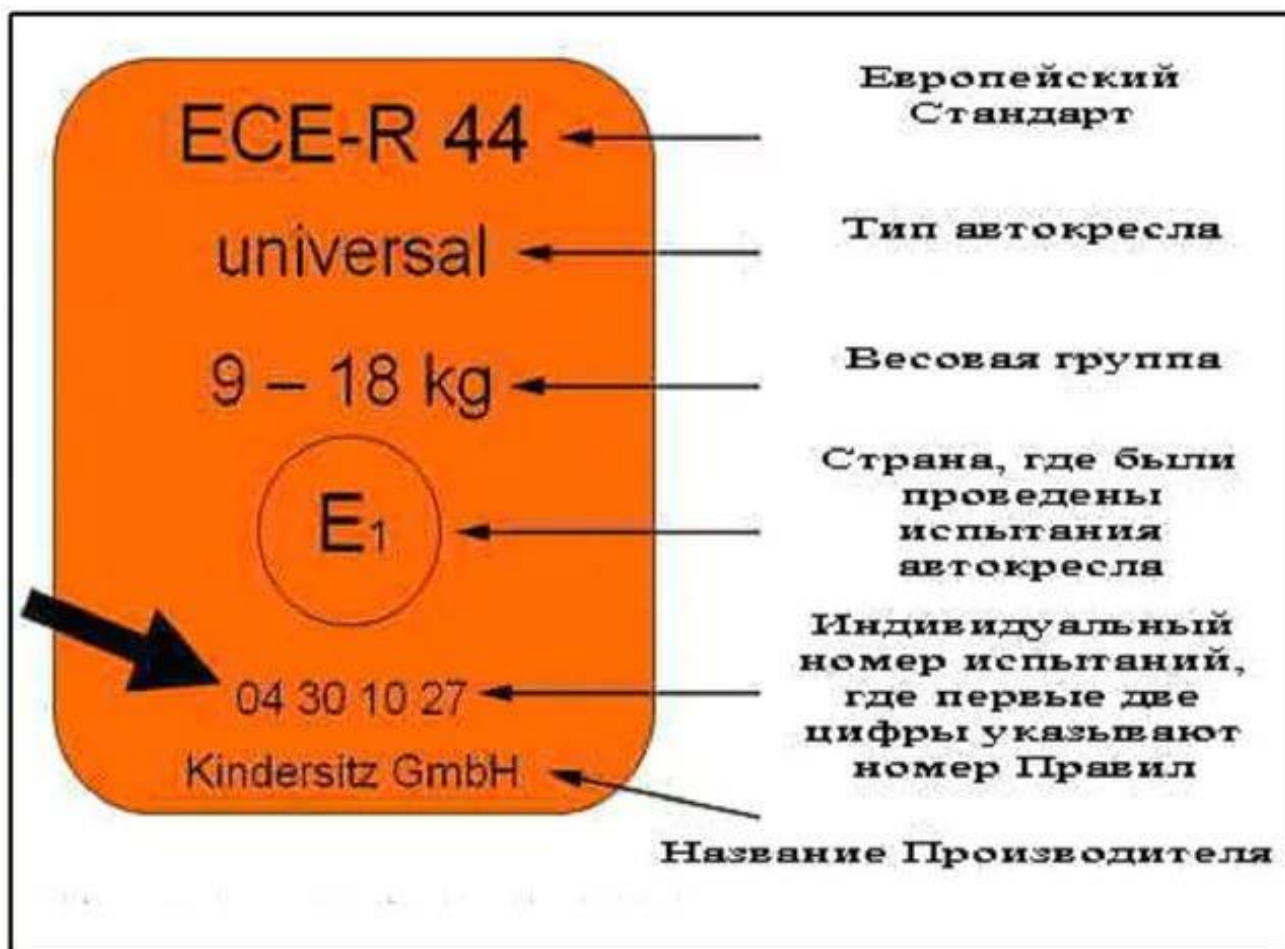 ECE-R 44
Европейский
Стандарт
universal
Тип автокресла
9 – 18 kg
Весовая группа
E1
Страна, где были
проведены
испытания
автокресла
04 30 10 27
Индивидуальный
номер испытаний,
где первые две
цифры указывают
номер Правил
Kindersitz GmbH
Название Производителя